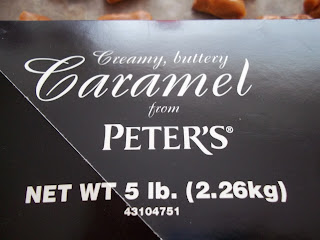 Creamy, buttery
Caramel
from
PETER'S®
NET WT 5 lb. (2.26kg)
43104751